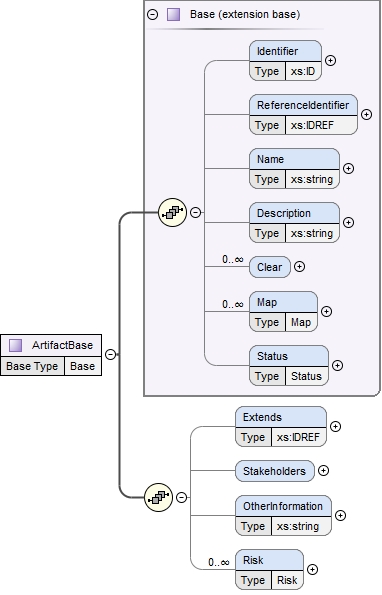 Base (extension base)
Identifier
Type xs:ID
ReferenceIdentifier
Type xs:IDREF
Name
Type xs:string
Description
Type xs:string
0..∞
Clear
0..∞
Map
Type Map
Status
Type Status
ArtifactBase
Base Type Base
Extends
Type xs:IDREF
Stakeholders
OtherInformation
Type xs:string
0..∞
Risk
Type Risk